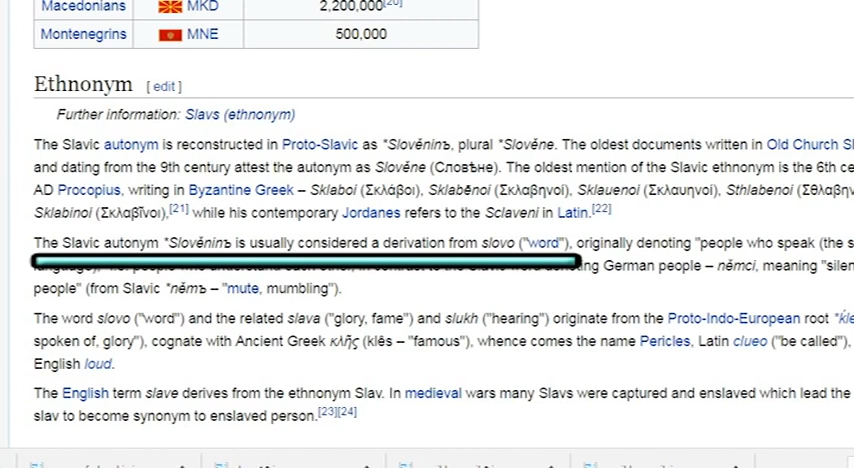 Macedonians MKD 2,200,000[20]
Montenegrins MNE 500,000
Ethnonym [ edit ]
Further information: Slavs (ethnonym)
The Slavic autonym is reconstructed in Proto-Slavic as *Slověninъ, plural *Slověne. The oldest documents written in Old Church Sl
and dating from the 9th century attest the autonym as Slověne (Словѣне). The oldest mention of the Slavic ethnonym is the 6th ce
AD Procopius, writing in Byzantine Greek – Sklaboi (Σκλάβοι), Sklabēnoi (Σκλαβηνοί), Sklauenoi (Σκλαυηνοί), Sthlabenoi (Σθλαβην
Sklabinoi (Σκλαβῖνοι),[21] while his contemporary Jordanes refers to the Sclaveni in Latin.[22]
The Slavic autonym *Slověninъ is usually considered a derivation from slovo ("word"), originally denoting "people who speak (the s
ng German people – němci, meaning "silen
people" (from Slavic *němъ – "mute, mumbling").
The word slovo ("word") and the related slava ("glory, fame") and slukh ("hearing") originate from the Proto-Indo-European root *ḱle
spoken of, glory"), cognate with Ancient Greek κλῆς (klês – "famous"), whence comes the name Pericles, Latin clueo ("be called"),
English loud.
The English term slave derives from the ethnonym Slav. In medieval wars many Slavs were captured and enslaved which lead the
slav to become synonym to enslaved person.[23][24]